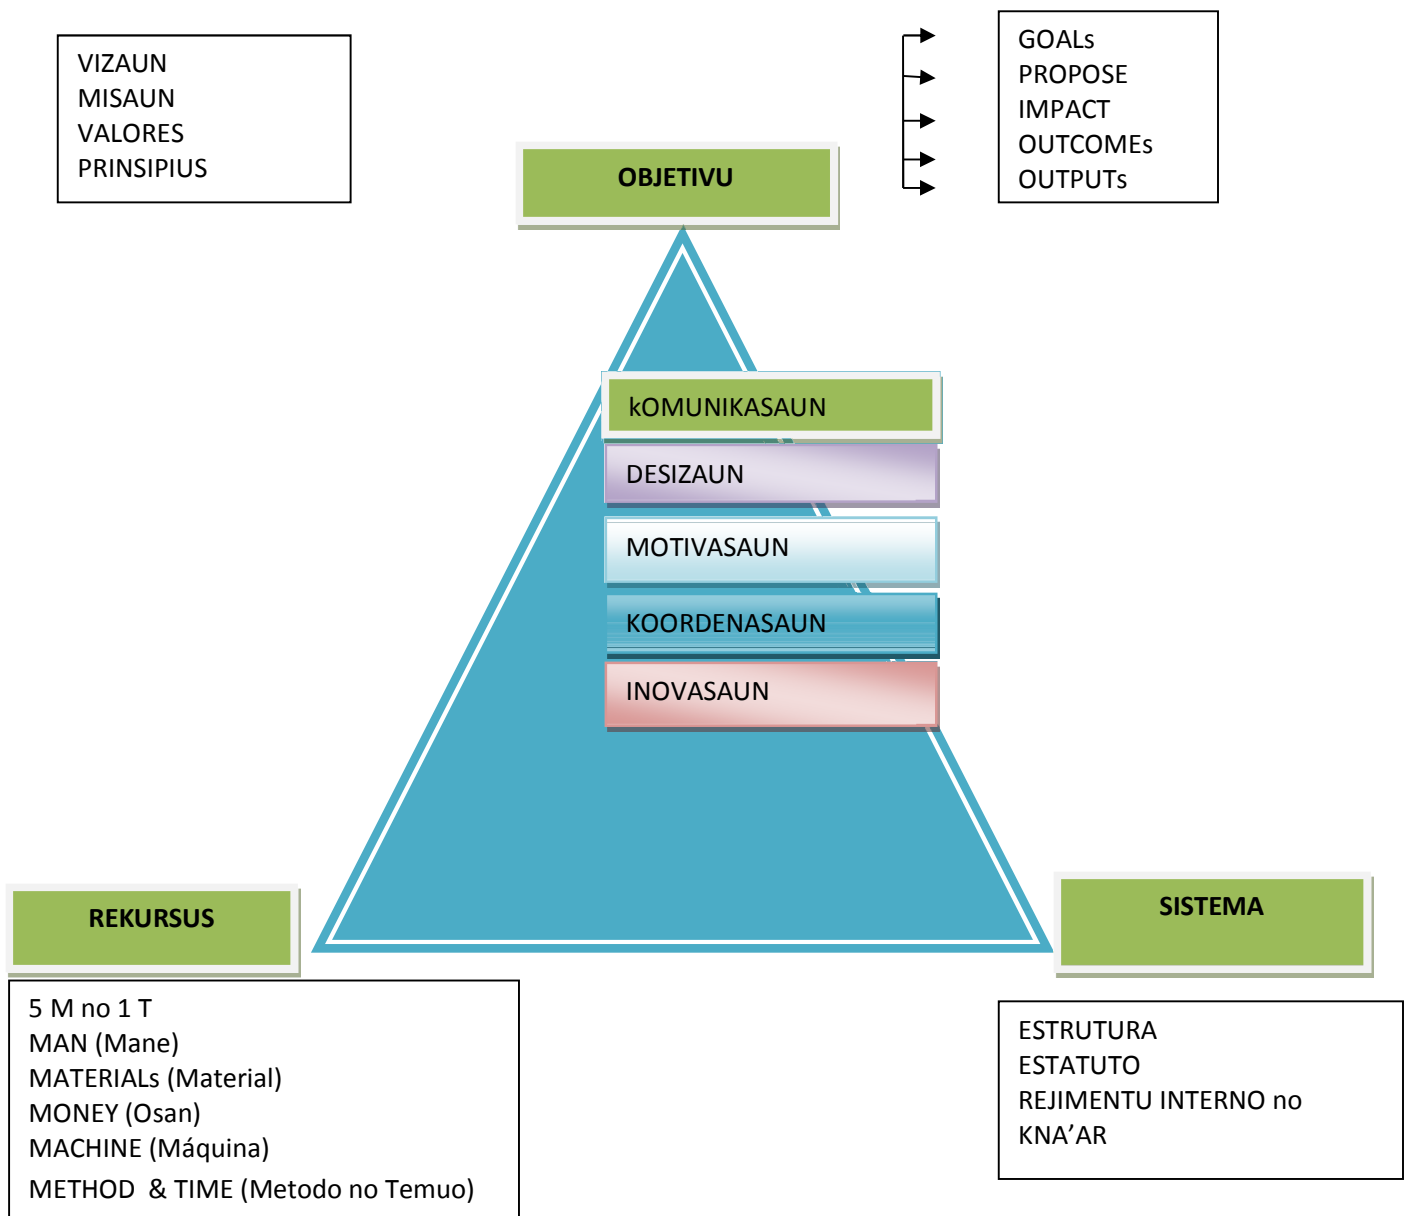 VIZAUN
MISAUN
VALORES
PRINSIPIUS
GOALs
PROPOSE
IMPACT
OUTCOMEs
OUTPUTs
OBJETIVU
kOMUNIKASAUN
DESIZAUN
MOTIVASAUN
KOORDENASAUN
INOVASAUN
REKURSUS
5 M no 1 T
MAN (Mane)
MATERIALs (Material)
MONEY (Osan)
MACHINE (Máquina)
METHOD & TIME (Metodo no Temuo)
SISTEMA
ESTRUTURA
ESTATUTO
REJIMENTU INTERNO no
KNA’AR